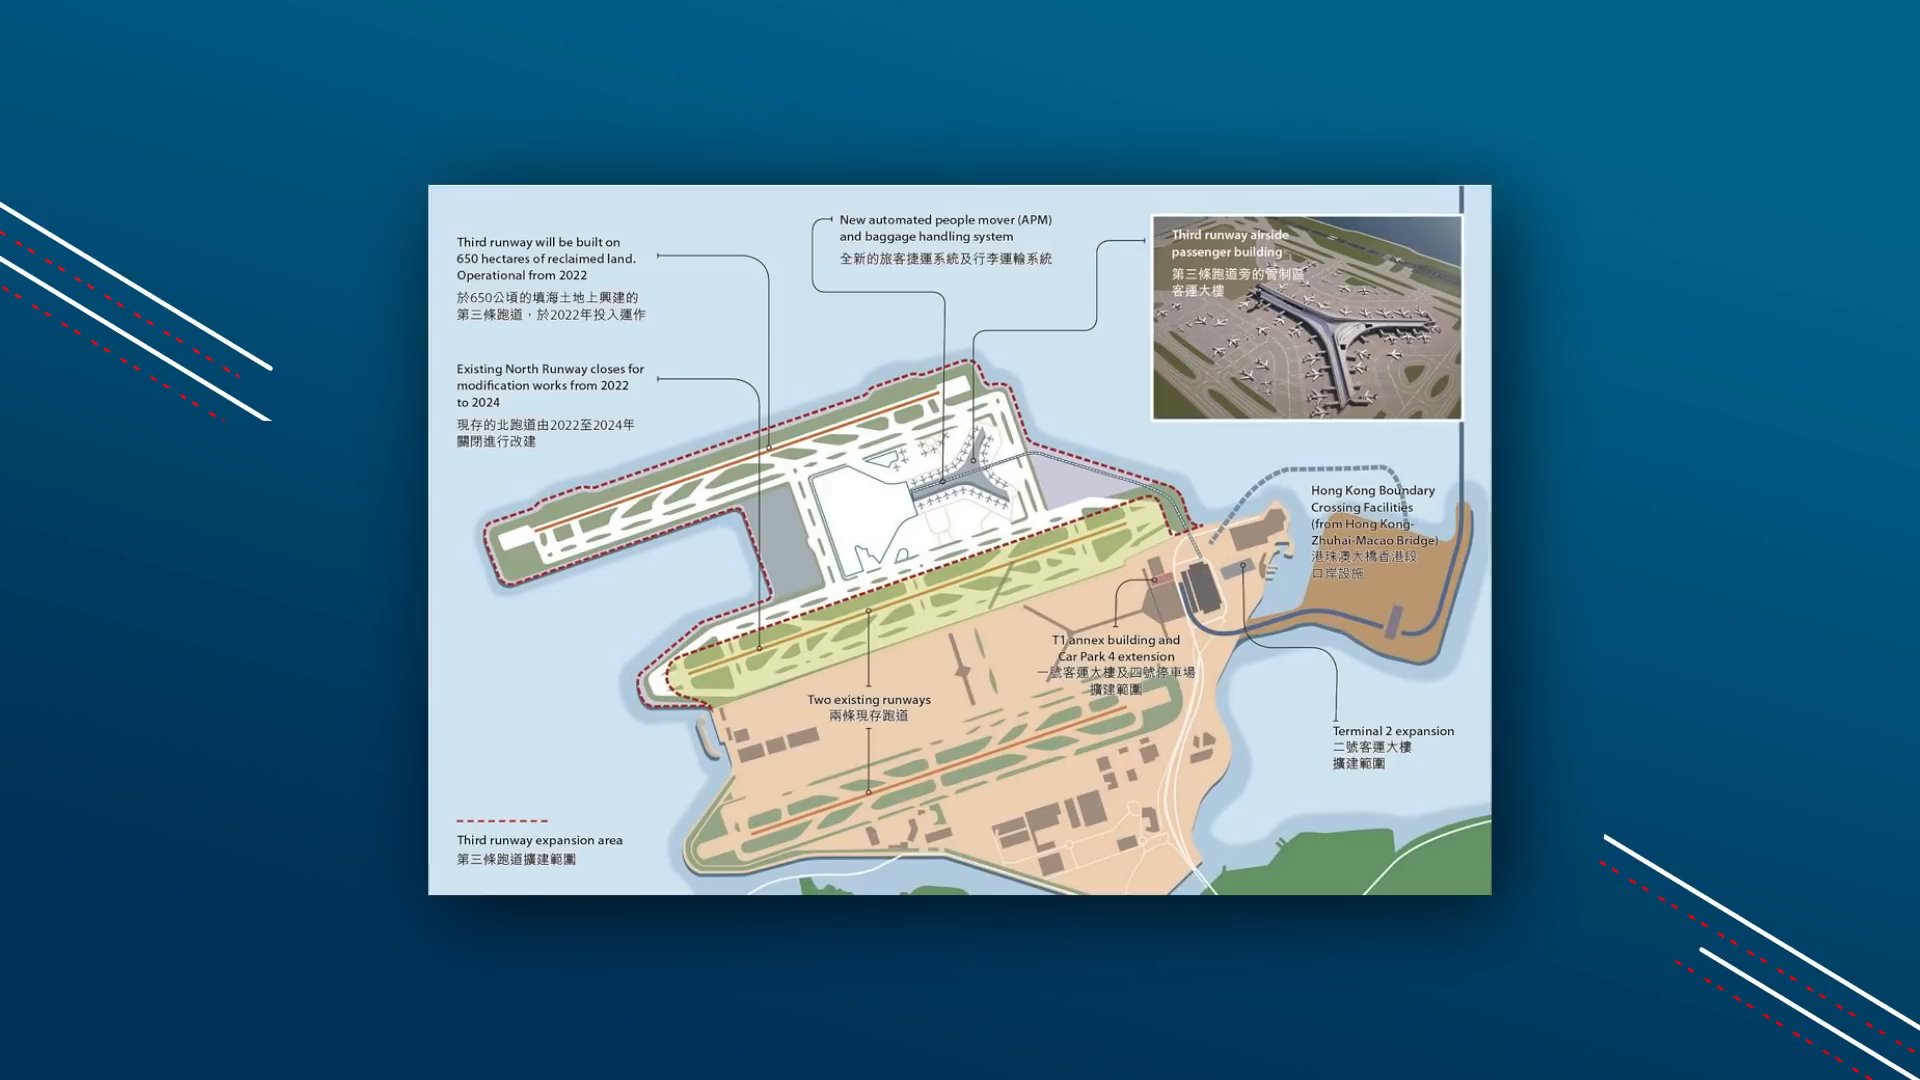 Third runway will be built on
650 hectares of reclaimed land.
Operational from 2022
於650公頃的填海土地上興建的
第三條跑道，於2022年投入運作
Existing North Runway closes for
modification works from 2022
to 2024
現存的北跑道由2022至2024年
關閉進行改建
New automated people mover (APM)
and baggage handling system
全新的旅客捷運系統及行李運輸系統
Third runway airside
passenger building
第三條跑道旁的管制區
客運大樓
Hong Kong Boundary
Crossing Facilities
(from Hong Kong-
Zhuhai-Macao Bridge)
港珠澳大橋香港段
口岸設施
T1 annex building and
Car Park 4 extension
一號客運大樓及四號停車場
擴建範圍
Two existing runways
兩條現存跑道
Terminal 2 expansion
二號客運大樓
擴建範圍
Third runway expansion area
第三條跑道擴建範圍